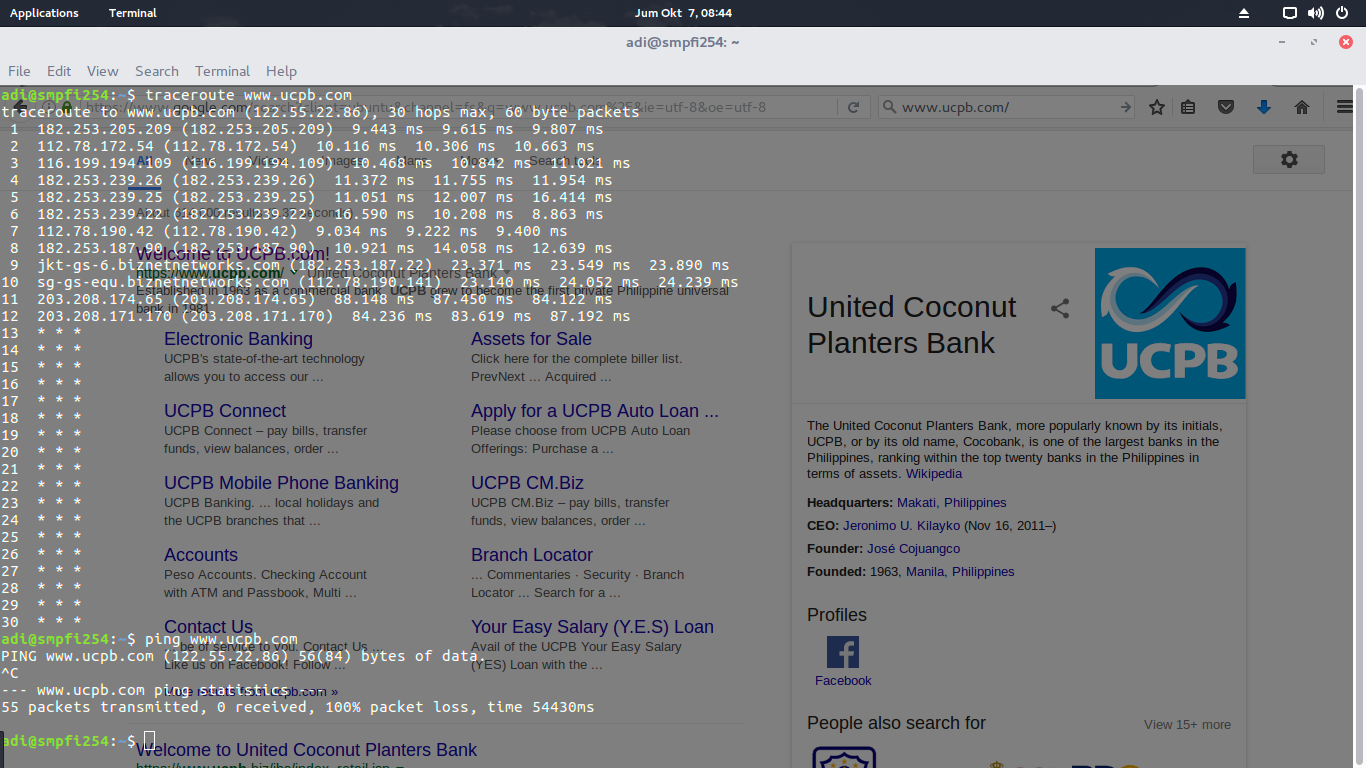 Applications Terminal Jum Okt 7, 08:44
adi@smpfi254: ~
File Edit View Search Terminal Help
www.ucpb.com/
adi@smpfi254:~$ traceroute www.ucpb.com
traceroute to www.ucpb.com (122.55.22.86), 30 hops max, 60 byte packets
1 182.253.205.209 (182.253.205.209) 9.443 ms 9.615 ms 9.807 ms
2 112.78.172.54 (112.78.172.54) 10.116 ms 10.306 ms 10.663 ms
3 116.199.194.109 (116.199.194.109) 10.468 ms 10.842 ms 11.021 ms
4 182.253.239.26 (182.253.239.26) 11.372 ms 11.755 ms 11.954 ms
5 182.253.239.25 (182.253.239.25) 11.051 ms 12.007 ms 16.414 ms
6 182.253.239.22 (182.253.239.22) 16.590 ms 10.208 ms 8.863 ms
7 112.78.190.42 (112.78.190.42) 9.034 ms 9.222 ms 9.400 ms
8 182.253.187.90 (182.253.187.90) 10.921 ms 14.058 ms 12.639 ms
9 jkt-gs-6.biznetnetworks.com (182.253.187.22) 23.371 ms 23.549 ms 23.890 ms
10 sg-gs-equ.biznetnetworks.com (112.78.190.141) 23.140 ms 24.052 ms 24.239 ms
11 203.208.174.65 (203.208.174.65) 88.148 ms 87.450 ms 84.122 ms
12 203.208.171.170 (203.208.171.170) 84.236 ms 83.619 ms 87.192 ms
13 * * *
14 * * *
15 * * *
16 * * *
17 * * *
18 * * *
19 * * *
20 * * *
21 * * *
22 * * *
23 * * *
24 * * *
25 * * *
26 * * *
27 * * *
28 * * *
29 * * *
30 * * *
adi@smpfi254:~$ ping www.ucpb.com
PING www.ucpb.com (122.55.22.86) 56(84) bytes of data.
^C
--- www.ucpb.com ping statistics ---
55 packets transmitted, 0 received, 100% packet loss, time 54430ms
adi@smpfi254:~$
Welcome to UCPB.com!
https://www.ucpb.com/
United Coconut Planters Bank
Established in 1963 as a commercial bank. UCPB grew to become the first private Philippine universal
bank in 1981.
Electronic Banking
UCPB's state-of-the-art technology
allows you to access our ...
Assets for Sale
Click here for the complete biller list.
PrevNext ... Acquired ...
UCPB Connect
UCPB Connect – pay bills, transfer
funds, view balances, order ...
Apply for a UCPB Auto Loan ...
Please choose from UCPB Auto Loan
Offerings: Purchase a ...
UCPB Mobile Phone Banking
UCPB Banking. ... local holidays and
the UCPB branches that ...
UCPB CM.Biz
UCPB CM.Biz – pay bills, transfer
funds, view balances, order ...
Accounts
Peso Accounts. Checking Account
with ATM and Passbook, Multi ...
Branch Locator
... Commentaries · Security · Branch
Locator ... Search for a ...
Contact Us
be of service to you. Contact Us ...
Like us on Facebook! Follow ...
Your Easy Salary (Y.E.S) Loan
Avail of the UCPB Your Easy Salary
(YES) Loan with the ...
More results from ucpb.com »
Welcome to United Coconut Planters Bank
United Coconut
Planters Bank
UCPB
The United Coconut Planters Bank, more popularly known by its initials,
UCPB, or by its old name, Cocobank, is one of the largest banks in the
Philippines, ranking within the top twenty banks in the Philippines in
terms of assets. Wikipedia
Headquarters: Makati, Philippines
CEO: Jeronimo U. Kilayko (Nov 16, 2011–)
Founder: José Cojuangco
Founded: 1963, Manila, Philippines
Profiles
Facebook
People also search for
View 15+ more